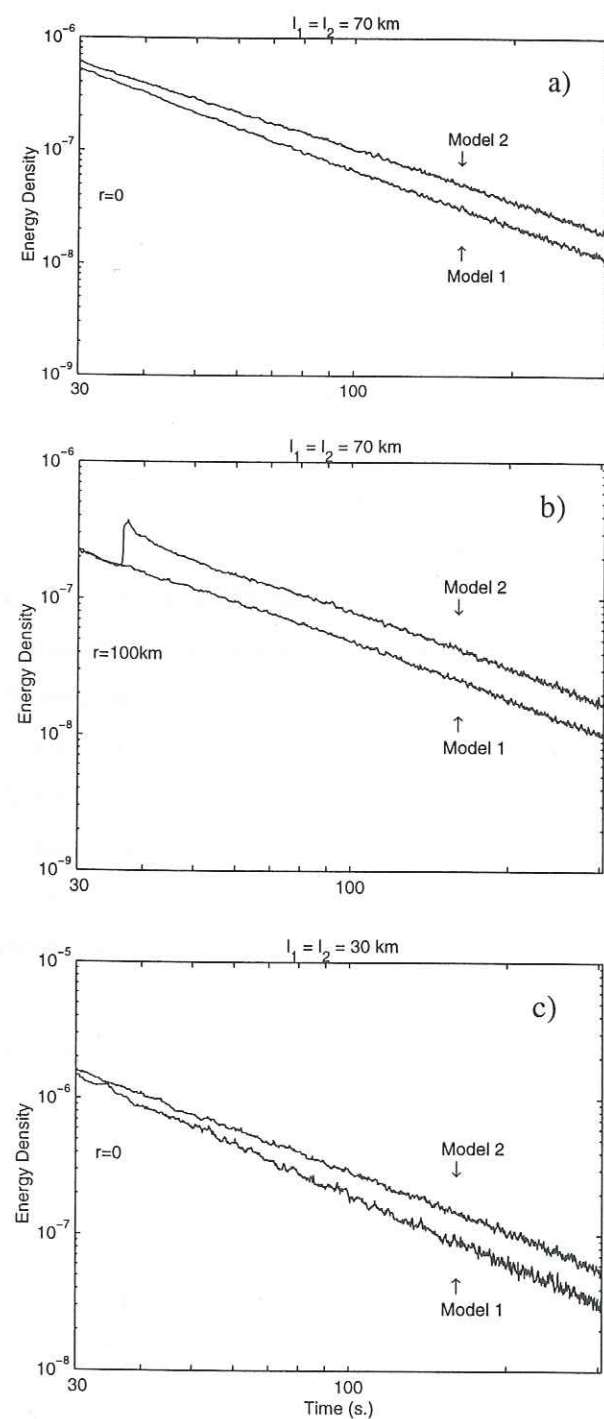 l₁ = l₂ = 70 km
10⁻⁶
a)
Model 2
↓
10⁻⁷
Energy Density
r=0
10⁻⁸
↑
Model 1
10⁻⁹
30
100
l₁ = l₂ = 70 km
10⁻⁶
b)
Model 2
↓
10⁻⁷
Energy Density
r=100km
10⁻⁸
↑
Model 1
10⁻⁹
30
100
l₁ = l₂ = 30 km
10⁻⁵
c)
10⁻⁶
Energy Density
r=0
Model 2
↓
10⁻⁷
↑
Model 1
10⁻⁸
30
100
Time (s.)